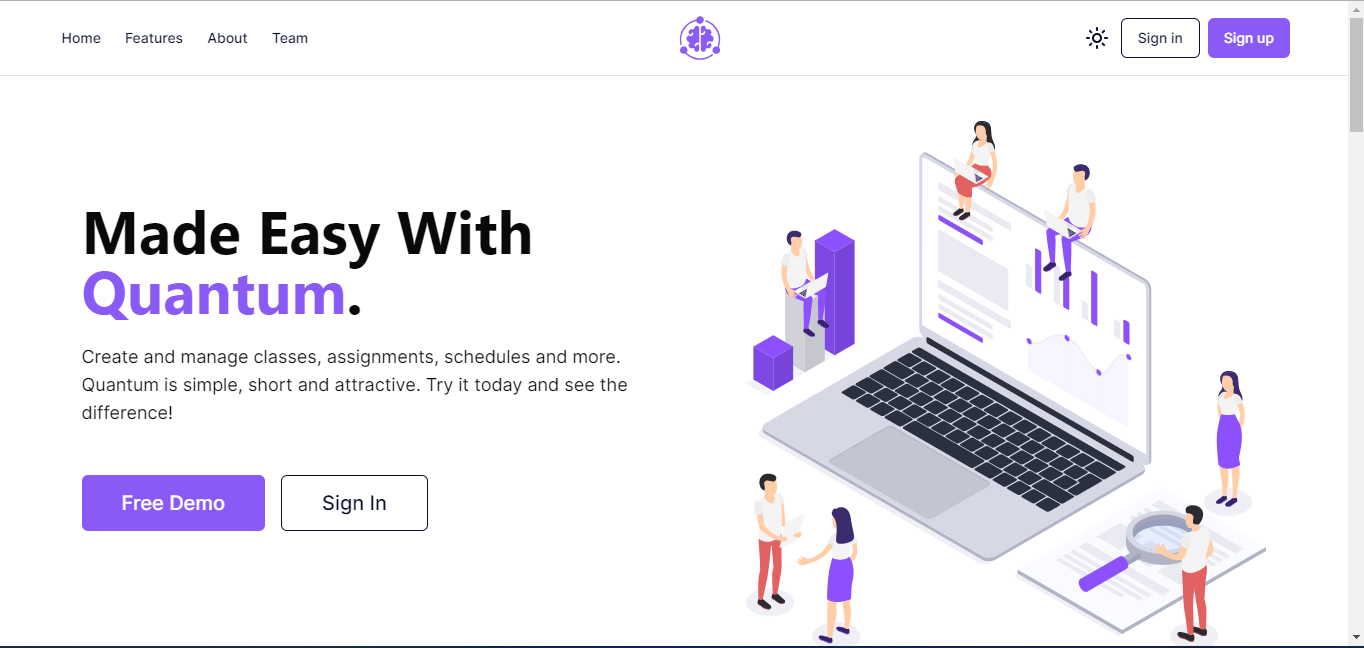 Home Features About Team Sign in Sign up
Made Easy With
Quantum.
Create and manage classes, assignments, schedules and more.
Quantum is simple, short and attractive. Try it today and see the
difference!
Free Demo Sign In